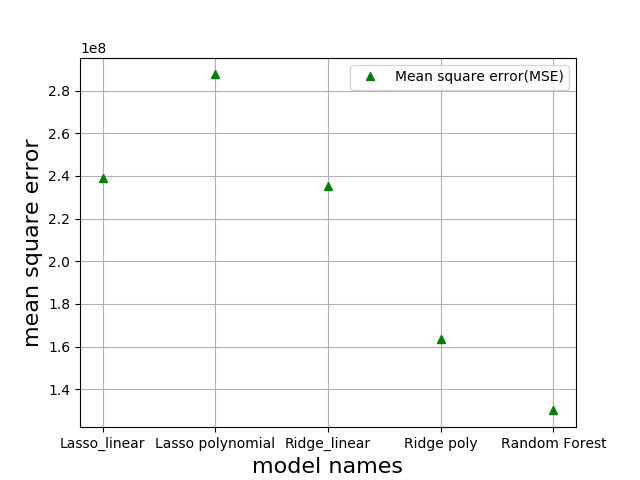 1e8
Mean square error(MSE)
2.8
2.6
2.4
2.2
2.0
1.8
1.6
1.4
mean square error
Lasso_linear Lasso polynomial Ridge_linear Ridge poly Random Forest
model names